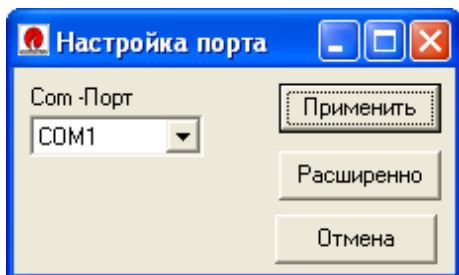 Настройка порта
Com -Порт
COM1
Применить
Расширенно
Отмена